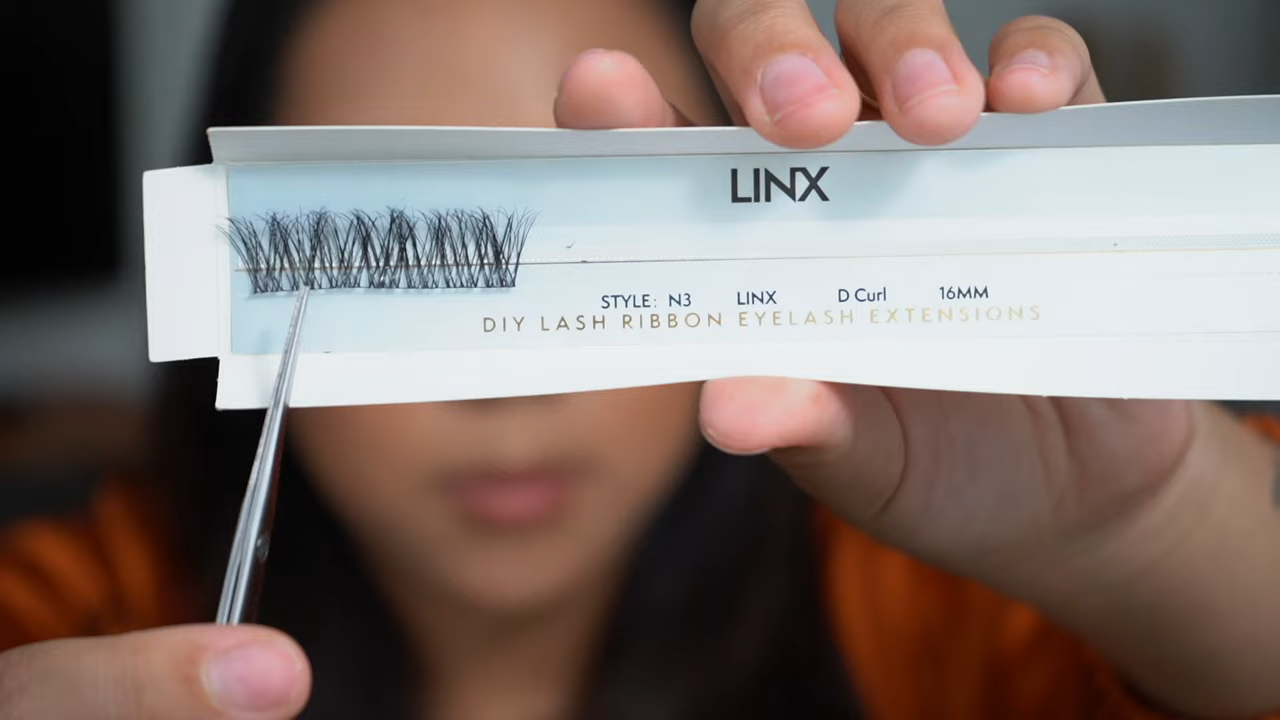 LINX
STYLE: N3 LINX D Curl 16MM
DIY LASH RIBBON EYELASH EXTENSIONS